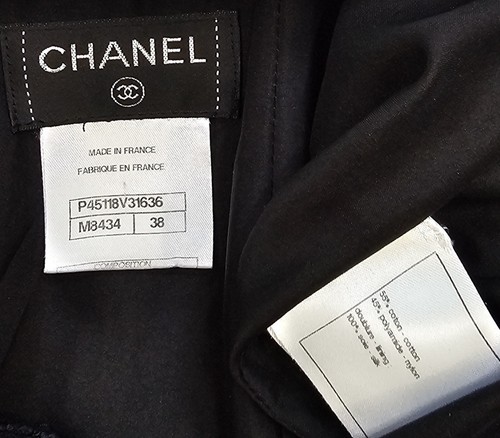 CHANEL
MADE IN FRANCE
FABRIQUE EN FRANCE
P45118V31636
M8434 38
COMPOSITION
55% coton - cotton
45% polyamide - nylon
doublure - lining
100% soie - silk